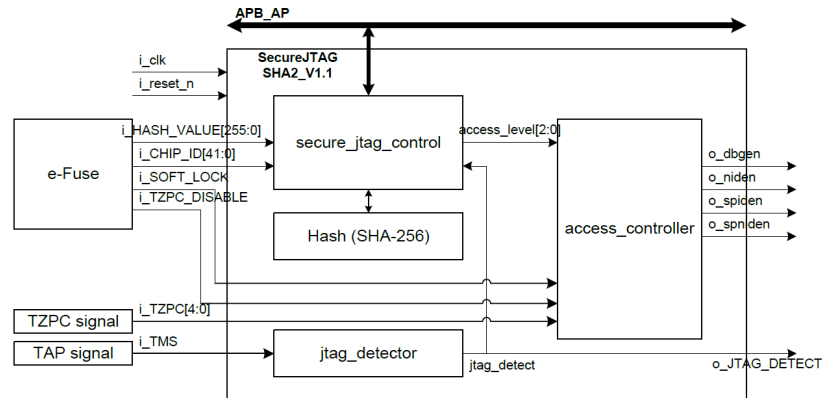 APB_AP
SecureJTAG
SHA2_V1.1
i_clk
i_reset_n
i_HASH_VALUE[255:0]
i_CHIP_ID[41:0]
i_SOFT_LOCK
i_TZPC_DISABLE
e-Fuse
secure_jtag_control
access_level[2:0]
Hash (SHA-256)
access_controller
o_dbgen
o_niden
o_spiden
o_spniden
i_TZPC[4:0]
TZPC signal
i_TMS
TAP signal
jtag_detector
jtag_detect
o_JTAG_DETECT